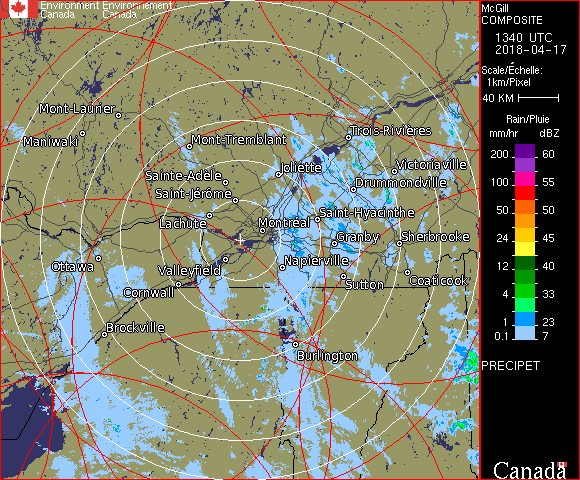 Environment Environnement
Canada Canada
McGill
COMPOSITE
1340 UTC
2018-04-17
Scale/Échelle:
1km/Pixel
40 KM
Rain/Pluie
mm/hr dBZ
200 60
100 55
50 50
24 45
12 40
4 33
2 30
1 23
0.1 7
PRECIPET
Canada
Mont-Laurier
Maniwaki
Mont-Tremblant
Trois-Rivières
Sainte-Adèle
Joliette
Victoriaville
Saint-Jérôme
Drummondville
Lachute
Montréal
Saint-Hyacinthe
Granby
Sherbrooke
Ottawa
Valleyfield
Napierville
Cornwall
Sutton
Coaticook
Brockville
Burlington